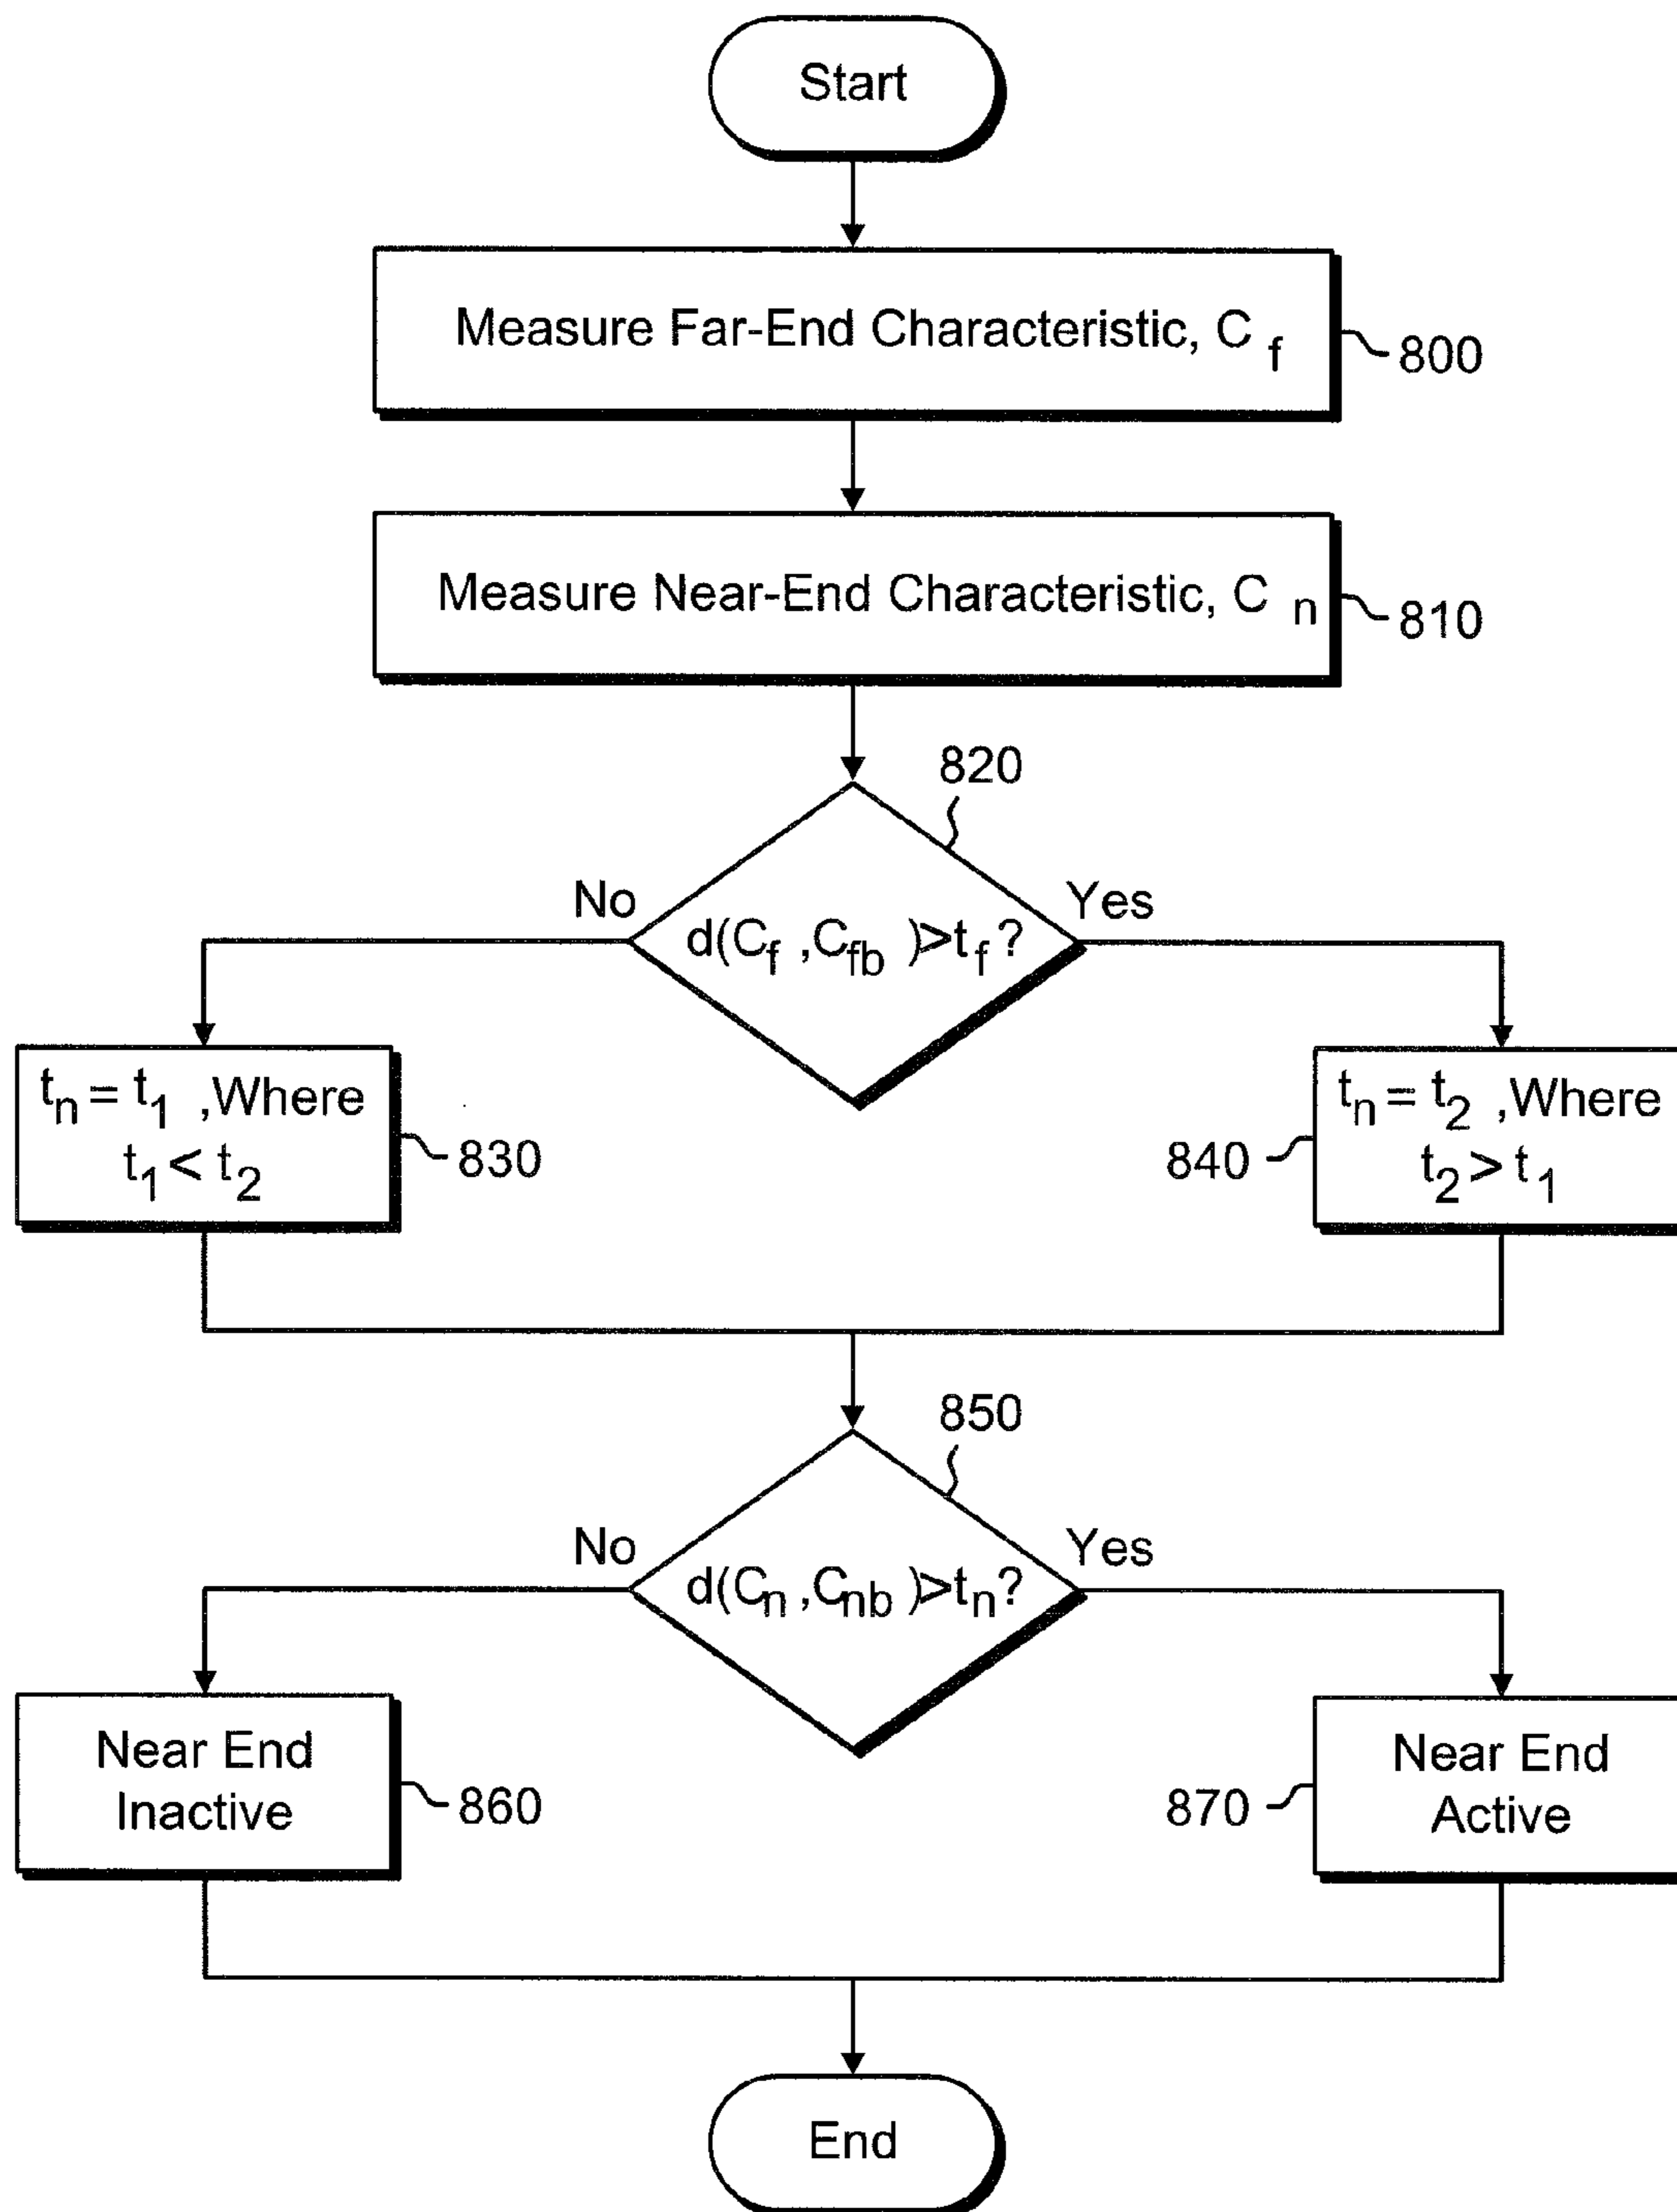 Start
Measure Far-End Characteristic, C f
800
Measure Near-End Characteristic, C n
810
820
No
Yes
d(Cf ,Cfb )>tf ?
tn = t1 ,Where
t1 < t2
830
840
tn = t2 ,Where
t2 > t1
850
No
Yes
d(Cn ,Cnb )>tn?
Near End
Inactive
860
870
Near End
Active
End